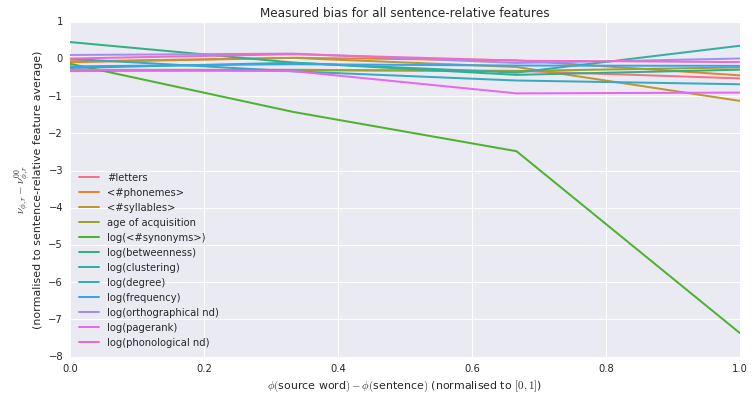 Measured bias for all sentence-relative features
1
0
−1
−2
−3
−4
−5
−6
−7
−8
ν_{φ,r} − ν^{00}_{φ,r}
(normalised to sentence-relative feature average)
#letters
<#phonemes>
<#syllables>
age of acquisition
log(<#synonyms>)
log(betweenness)
log(clustering)
log(degree)
log(frequency)
log(orthographical nd)
log(pagerank)
log(phonological nd)
0.0 0.2 0.4 0.6 0.8 1.0
ϕ(source word) − ϕ(sentence) (normalised to [0, 1])